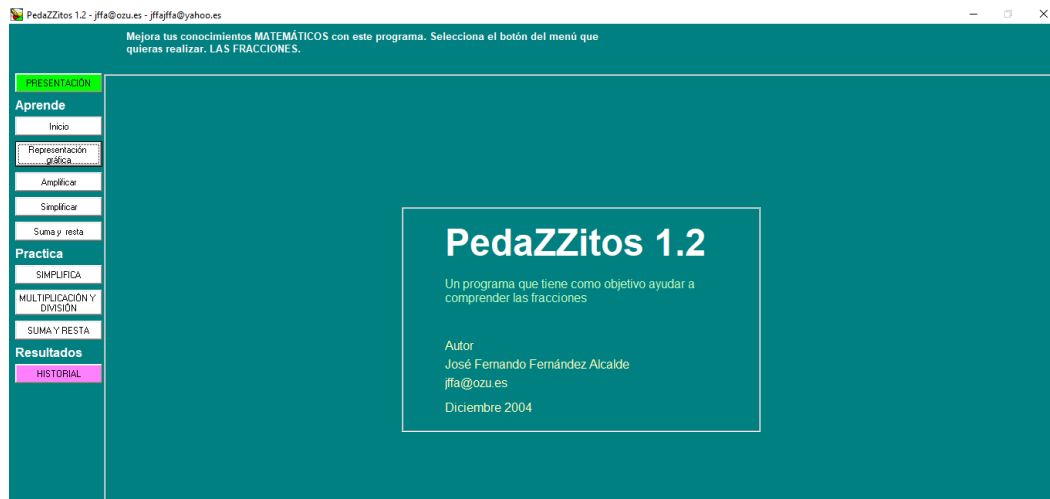 PedaZZitos 1.2 - jffa@ozu.es - jffajffa@yahoo.es
Mejora tus conocimientos MATEMÁTICOS con este programa. Selecciona el botón del menú que
quieras realizar. LAS FRACCIONES.
PRESENTACIÓN
Aprende
Inicio
Representación
gráfica
Amplificar
Simplificar
Suma y resta
Practica
SIMPLIFICA
MULTIPLICACIÓN Y
DIVISIÓN
SUMA Y RESTA
Resultados
HISTORIAL
PedaZZitos 1.2
Un programa que tiene como objetivo ayudar a
comprender las fracciones
Autor
José Fernando Fernández Alcalde
jffa@ozu.es
Diciembre 2004